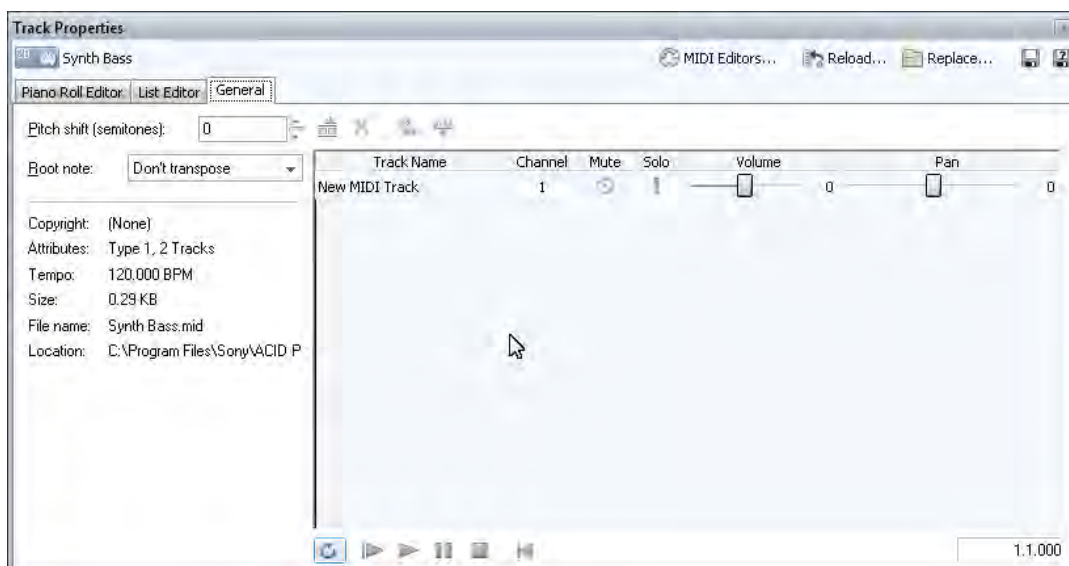 Track Properties
Synth Bass MIDI Editors... Reload... Replace...
Piano Roll Editor List Editor General
Pitch shift (semitones): 0
Root note: Don't transpose
Track Name Channel Mute Solo Volume Pan
New MIDI Track 1 0 0
Copyright: (None)
Attributes: Type 1, 2 Tracks
Tempo: 120.000 BPM
Size: 0.29 KB
File name: Synth Bass.mid
Location: C:\Program Files\Sony\ACID P
1.1.000